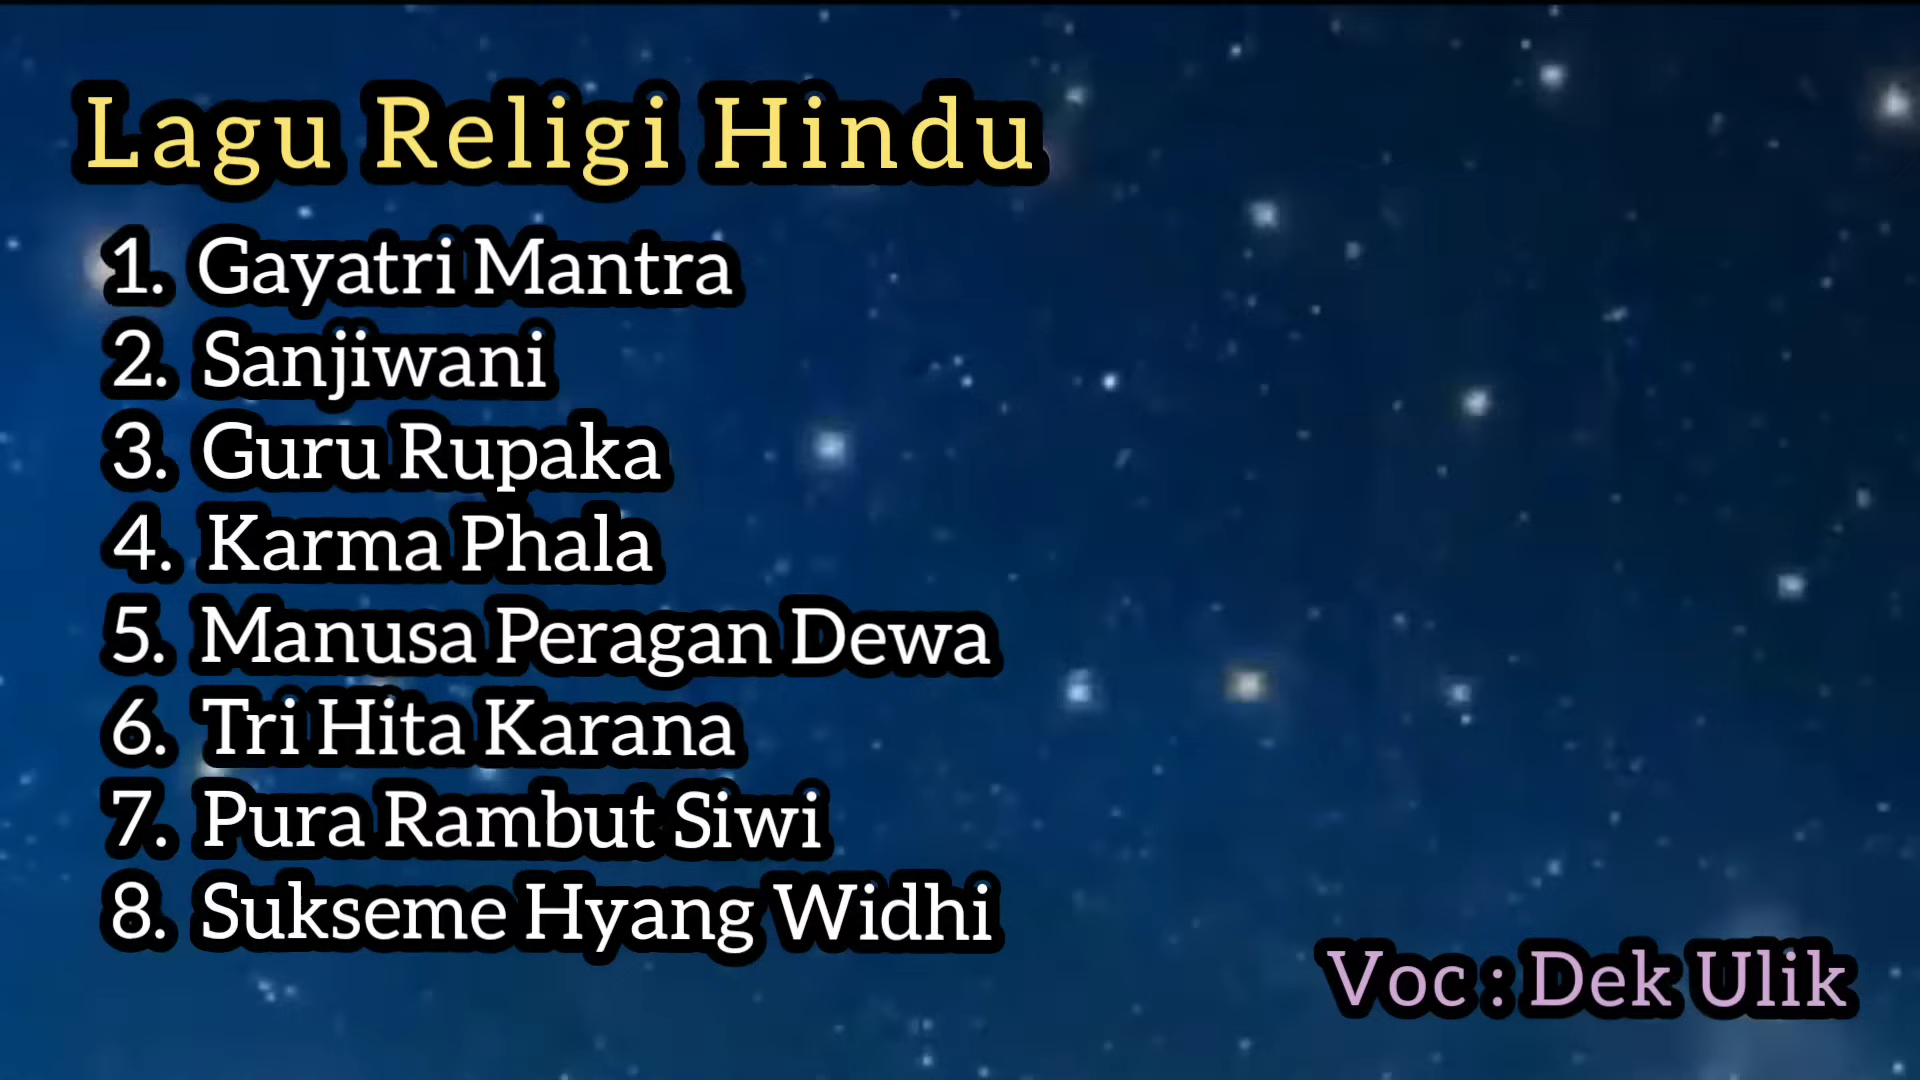 Lagu Religi Hindu
1. Gayatri Mantra
2. Sanjiwani
3. Guru Rupaka
4. Karma Phala
5. Manusa Peragan Dewa
6. Tri Hita Karana
7. Pura Rambut Siwi
8. Sukseme Hyang Widhi
Voc : Dek Ulik